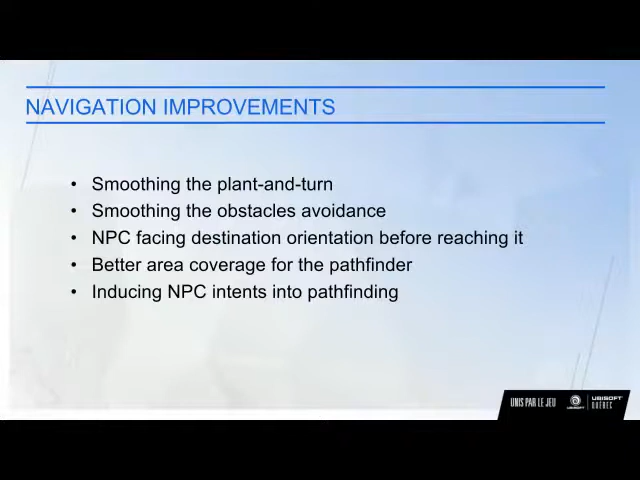 NAVIGATION IMPROVEMENTS
• Smoothing the plant-and-turn
• Smoothing the obstacles avoidance
• NPC facing destination orientation before reaching it
• Better area coverage for the pathfinder
• Inducing NPC intents into pathfinding
UNIS PAR LE JEU
UBISOFT
UBISOFT
QUÉBEC